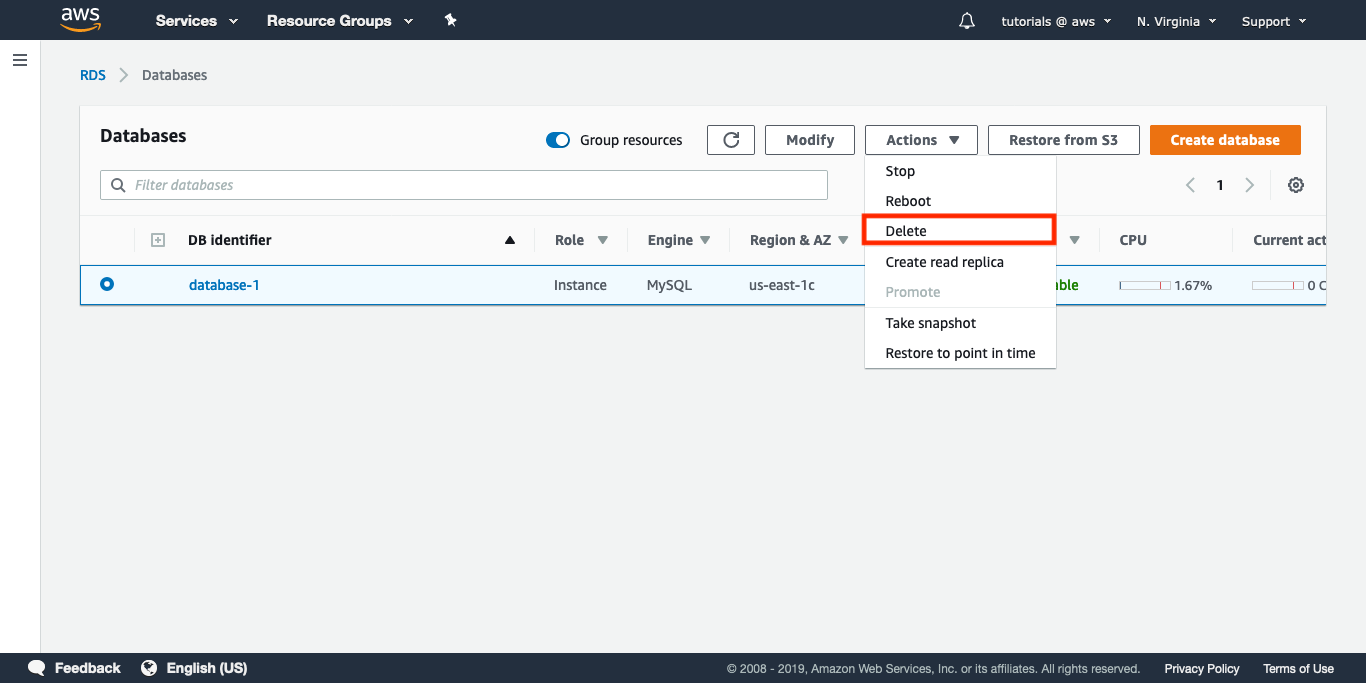 aws Services Resource Groups tutorials @ aws N. Virginia Support
RDS Databases
Databases
Group resources Modify Actions Restore from S3 Create database
Filter databases 1
Stop
Reboot
Delete
Create read replica
Promote
Take snapshot
Restore to point in time
DB identifier Role Engine Region & AZ CPU Current act
database-1 Instance MySQL us-east-1c able 1.67% 0 C
Feedback English (US) © 2008 - 2019, Amazon Web Services, Inc. or its affiliates. All rights reserved. Privacy Policy Terms of Use